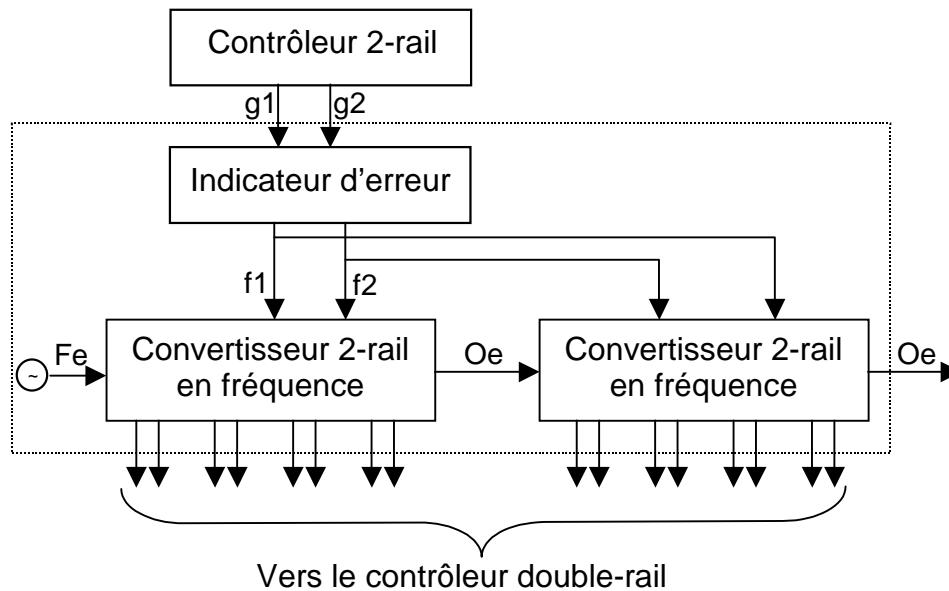 Contrôleur 2-rail
g1
g2
Indicateur d'erreur
f1
f2
Fe
~
Convertisseur 2-rail
en fréquence
Oe
Convertisseur 2-rail
en fréquence
Oe
Vers le contrôleur double-rail